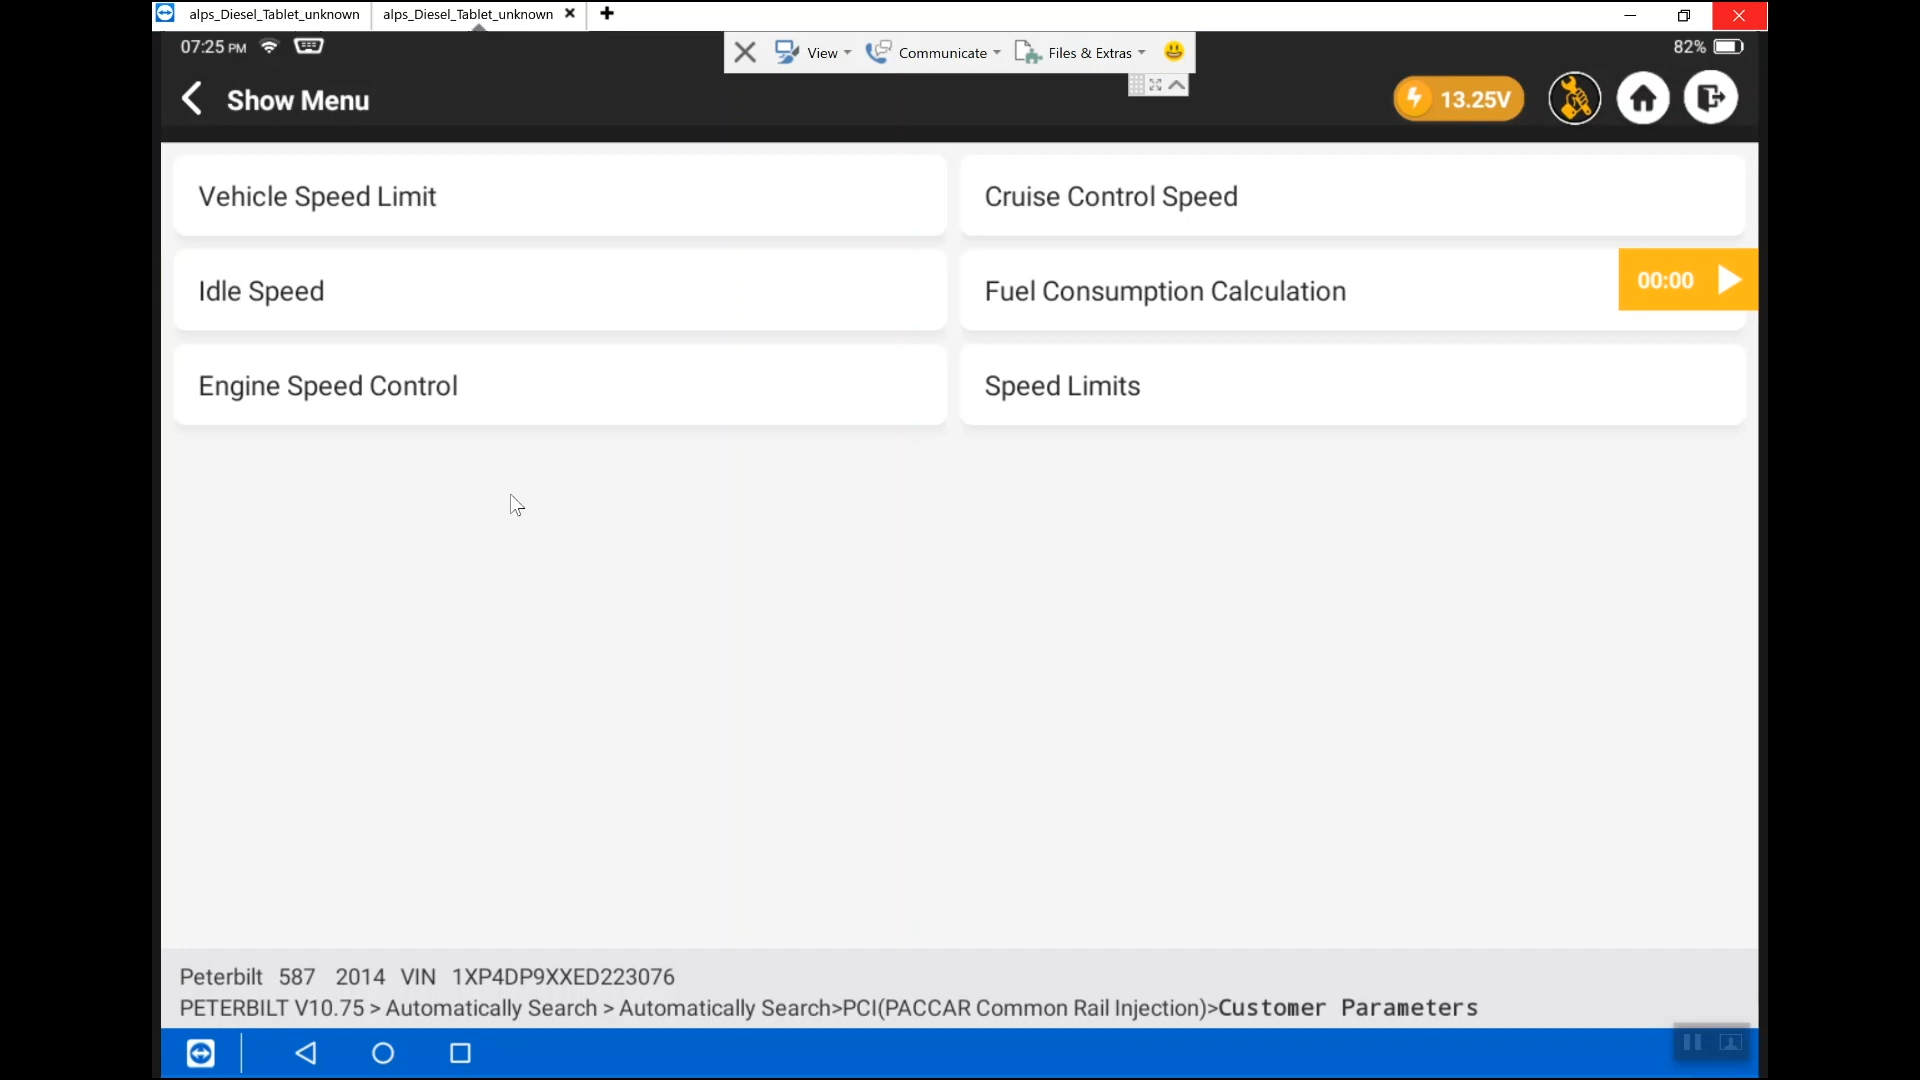 alps_Diesel_Tablet_unknown alps_Diesel_Tablet_unknown
07:25 PM
View Communicate Files & Extras
82%
Show Menu
13.25V
Vehicle Speed Limit
Cruise Control Speed
Idle Speed
Fuel Consumption Calculation
00:00
Engine Speed Control
Speed Limits
Peterbilt 587 2014 VIN 1XP4DP9XXED223076
PETERBILT V10.75 > Automatically Search > Automatically Search>PCI(PACCAR Common Rail Injection)>Customer Parameters